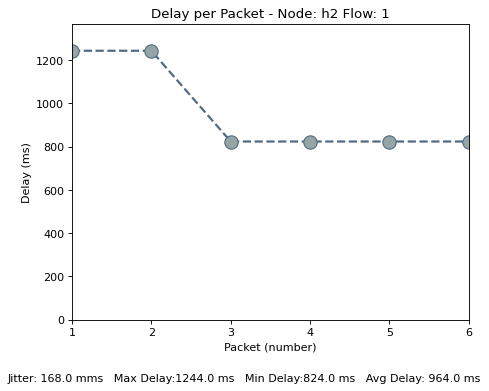 Delay per Packet - Node: h2 Flow: 1
1200
1000
800
600
400
200
0
Delay (ms)
1 2 3 4 5 6
Packet (number)
Jitter: 168.0 mms Max Delay:1244.0 ms Min Delay:824.0 ms Avg Delay: 964.0 ms